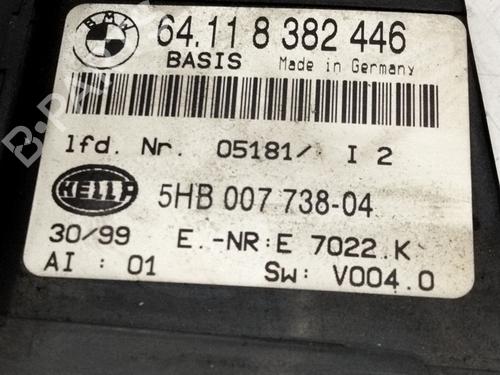 BMW
64.11 8 382 446
BASIS Made in Germany
lfd. Nr. 05181/ I 2
HELLA
5HB 007 738-04
30/99 E.-NR:E 7022.K
AI : 01 SW: V004.0
B-PARTS